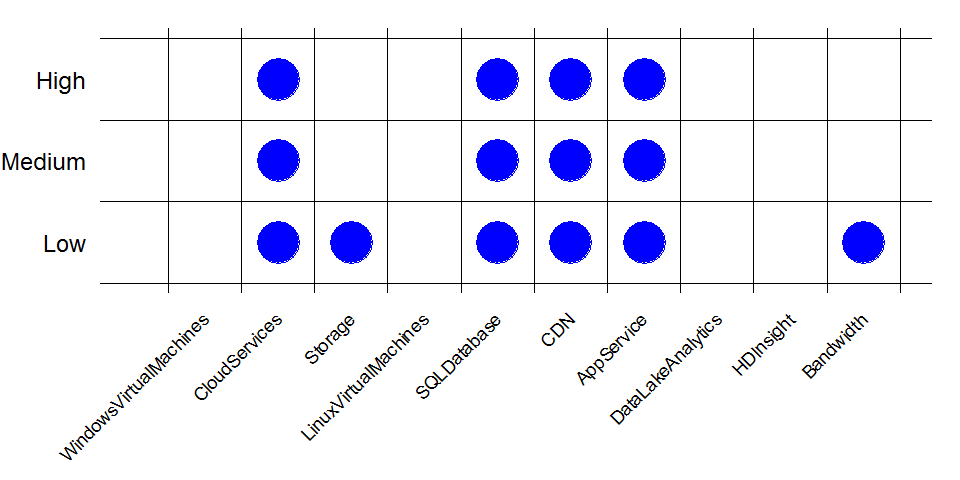 High
Medium
Low
WindowsVirtualMachines
CloudServices
Storage
LinuxVirtualMachines
SQLDatabase
CDN
AppService
DataLakeAnalytics
HDInsight
Bandwidth